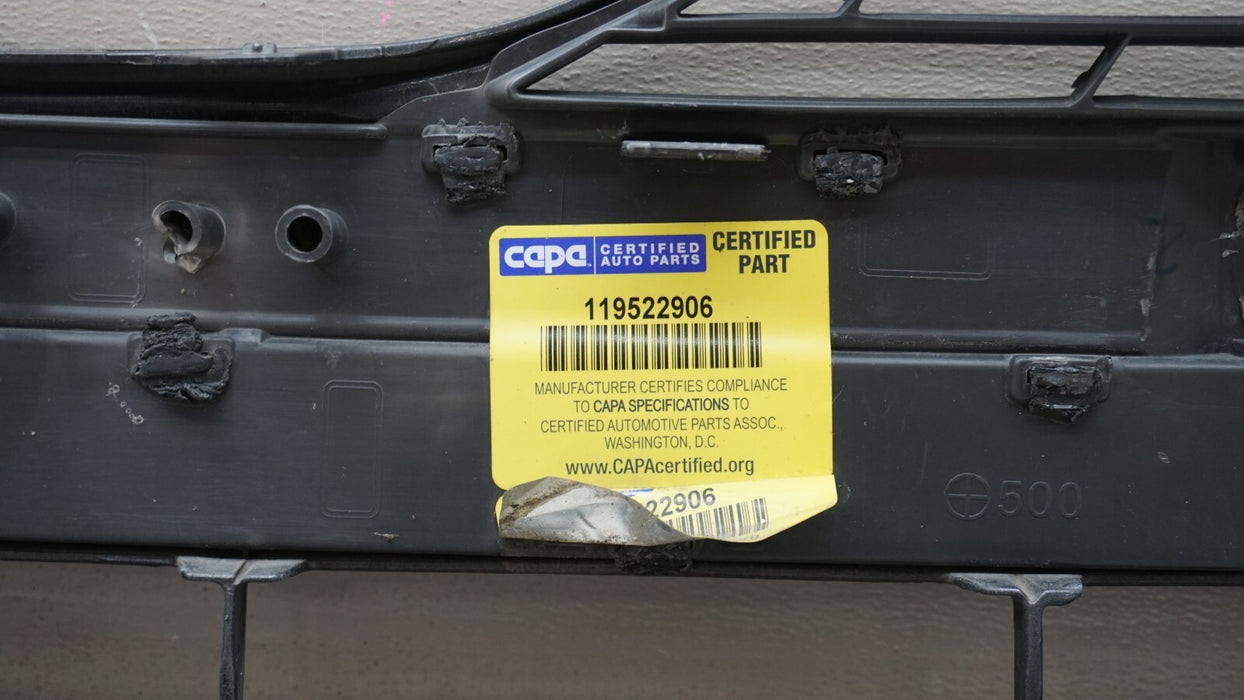 capa CERTIFIED AUTO PARTS
CERTIFIED PART
119522906
MANUFACTURER CERTIFIES COMPLIANCE
TO CAPA SPECIFICATIONS TO
CERTIFIED AUTOMOTIVE PARTS ASSOC.,
WASHINGTON, D.C.
www.CAPAcertified.org
22906
500